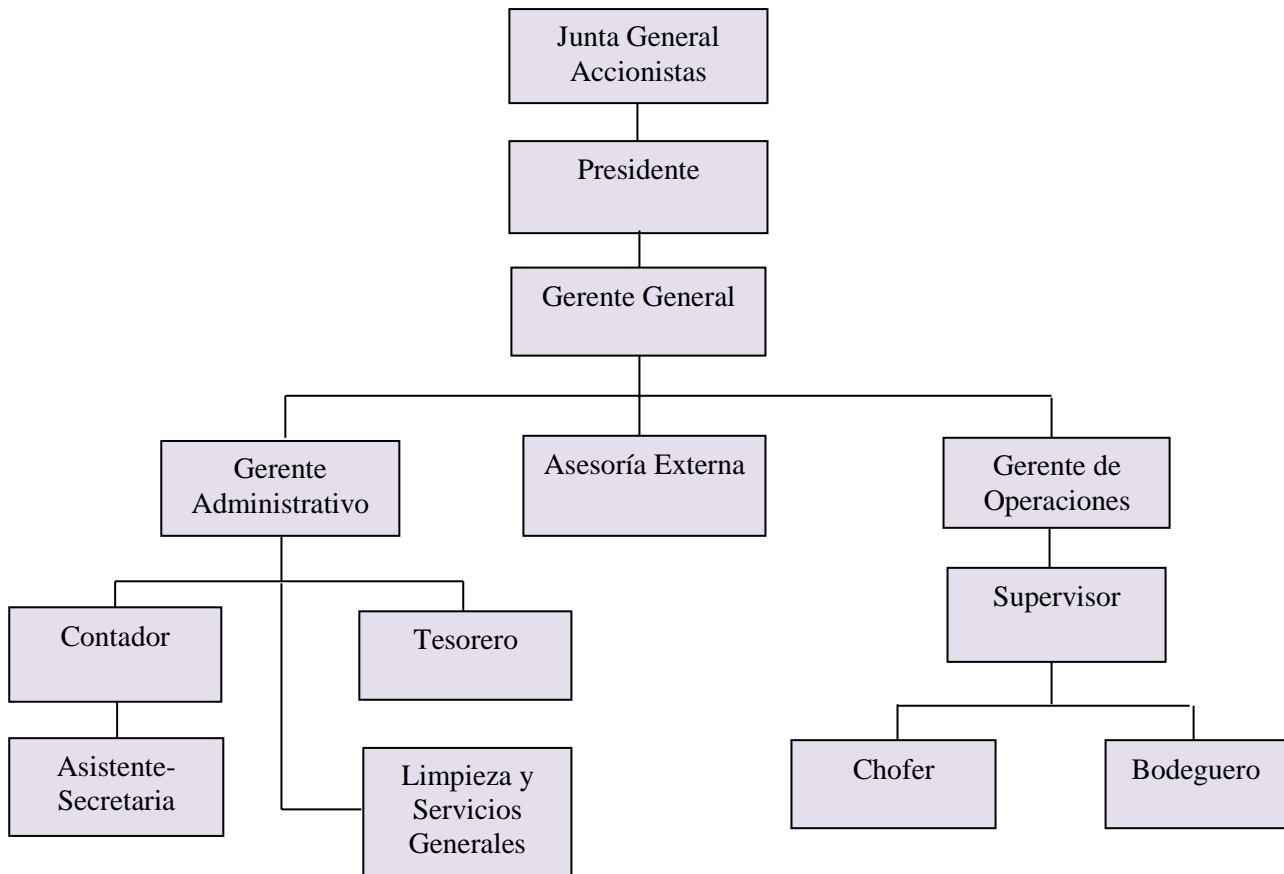 Junta General
Accionistas
Presidente
Gerente General
Gerente
Administrativo
Asesoría Externa
Gerente de
Operaciones
Contador
Tesorero
Supervisor
Asistente-
Secretaria
Limpieza y
Servicios
Generales
Chofer
Bodeguero